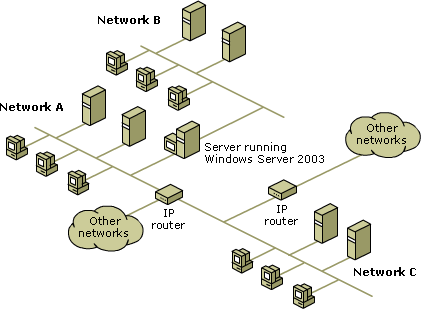 Network B
Network A
Other
networks
Server running
Windows Server 2003
IP
router
IP
router
Other
networks
Network C